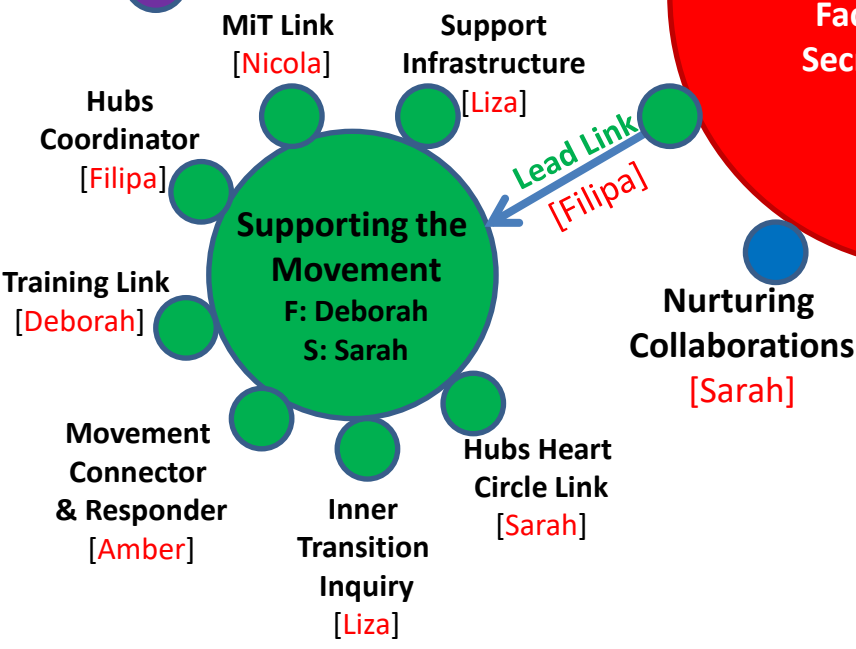 MiT Link
[Nicola]
Support
Infrastructure
[Liza]
Hubs
Coordinator
[Filipa]
Lead Link
[Filipa]
Supporting the
Movement
F: Deborah
S: Sarah
Training Link
[Deborah]
Nurturing
Collaborations
[Sarah]
Movement
Connector
& Responder
[Amber]
Inner
Transition
Inquiry
[Liza]
Hubs Heart
Circle Link
[Sarah]